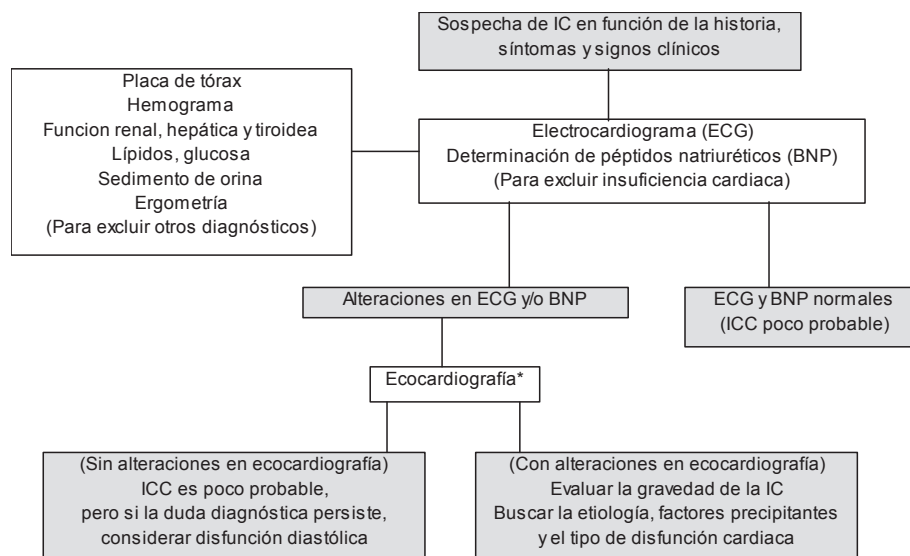 Sospecha de IC en función de la historia,
síntomas y signos clínicos
Placa de tórax
Hemograma
Funcion renal, hepática y tiroidea
Lípidos, glucosa
Sedimento de orina
Ergometría
(Para excluir otros diagnósticos)
Electrocardiograma (ECG)
Determinación de péptidos natriuréticos (BNP)
(Para excluir insuficiencia cardiaca)
Alteraciones en ECG y/o BNP
ECG y BNP normales
(ICC poco probable)
Ecocardiografía*
(Sin alteraciones en ecocardiografía)
ICC es poco probable,
pero si la duda diagnóstica persiste,
considerar disfunción diastólica
(Con alteraciones en ecocardiografía)
Evaluar la gravedad de la IC
Buscar la etiología, factores precipitantes
y el tipo de disfunción cardiaca